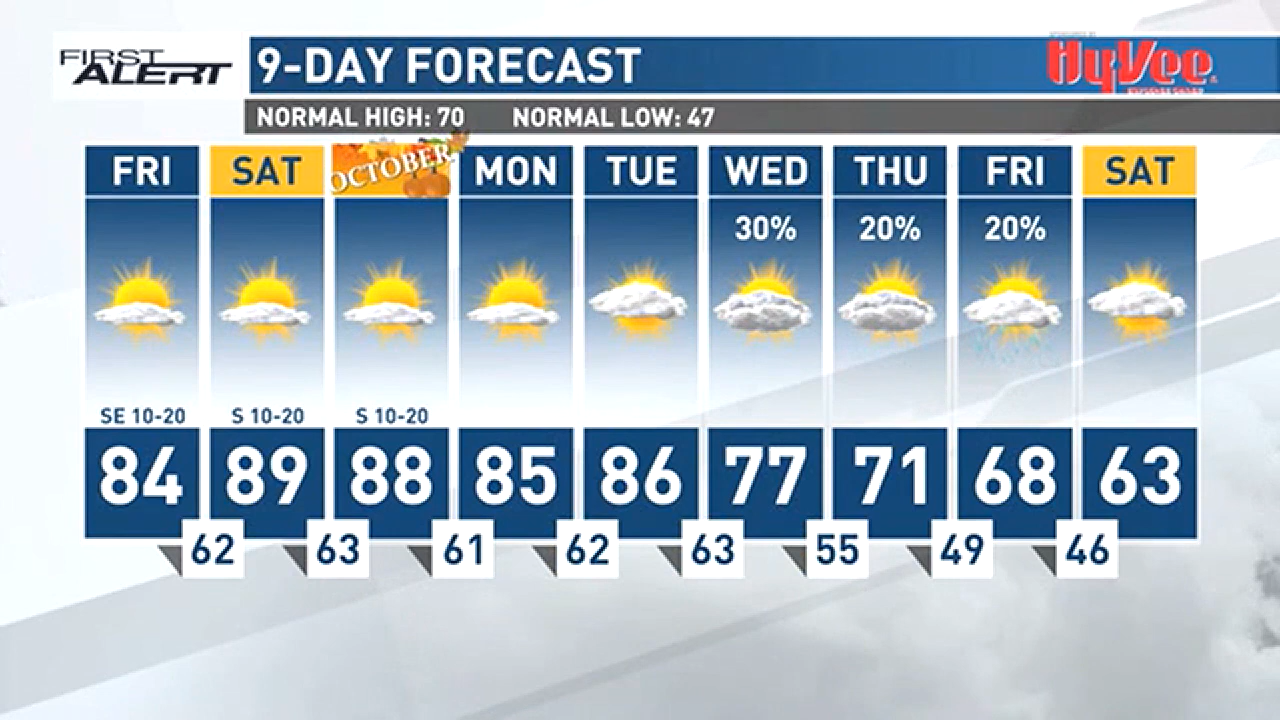 FIRST
ALERT
9-DAY FORECAST
HyVee
NORMAL HIGH: 70 NORMAL LOW: 47
FRI SAT OCTOBER MON TUE WED THU FRI SAT
30% 20% 20%
SE 10-20 S 10-20 S 10-20
84 89 88 85 86 77 71 68 63
62 63 61 62 63 55 49 46